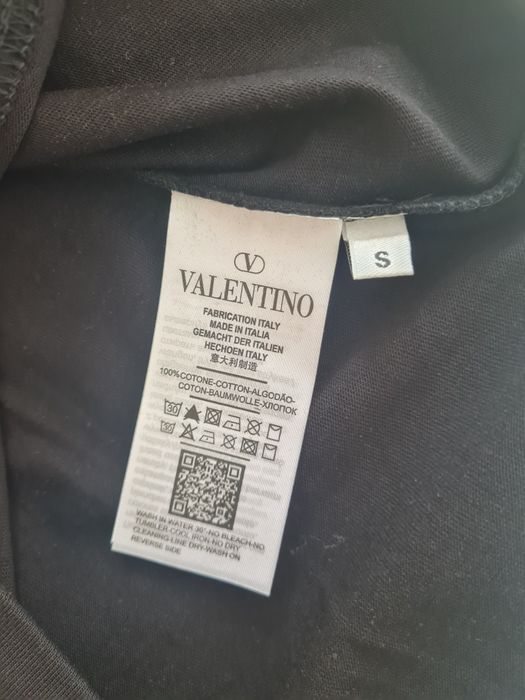 V
VALENTINO
FABRICATION ITALY
MADE IN ITALIA
GEMACHT DER ITALIEN
HECHOEN ITALY
意大利制造
100%COTONE-COTTON-ALGODÃO-
COTON-BAUMWOLLE-ХЛОПОК
30
30
WASH IN WATER 30°-NO BLEACH-NO
TUMBLER-COOL IRON-NO DRY
CLEANING-LINE DRY-WASH ON
REVERSE SIDE
S